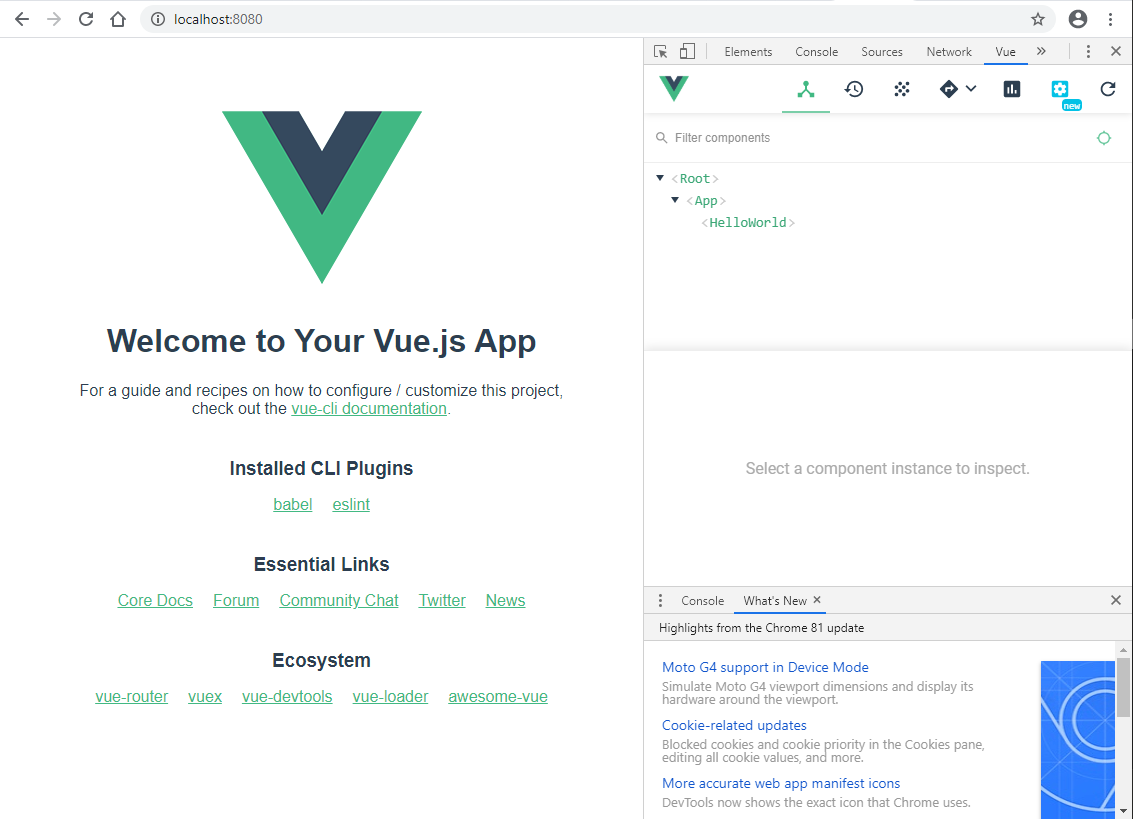 localhost:8080
Welcome to Your Vue.js App
For a guide and recipes on how to configure / customize this project,
check out the vue-cli documentation.
Installed CLI Plugins
babel eslint
Essential Links
Core Docs Forum Community Chat Twitter News
Ecosystem
vue-router vuex vue-devtools vue-loader awesome-vue
Elements Console Sources Network Vue »
new
Filter components
<Root>
<App>
<HelloWorld>
Select a component instance to inspect.
Console What's New ×
Highlights from the Chrome 81 update
Moto G4 support in Device Mode
Simulate Moto G4 viewport dimensions and display its
hardware around the viewport.
Cookie-related updates
Blocked cookies and cookie priority in the Cookies pane,
editing all cookie values, and more.
More accurate web app manifest icons
DevTools now shows the exact icon that Chrome uses.